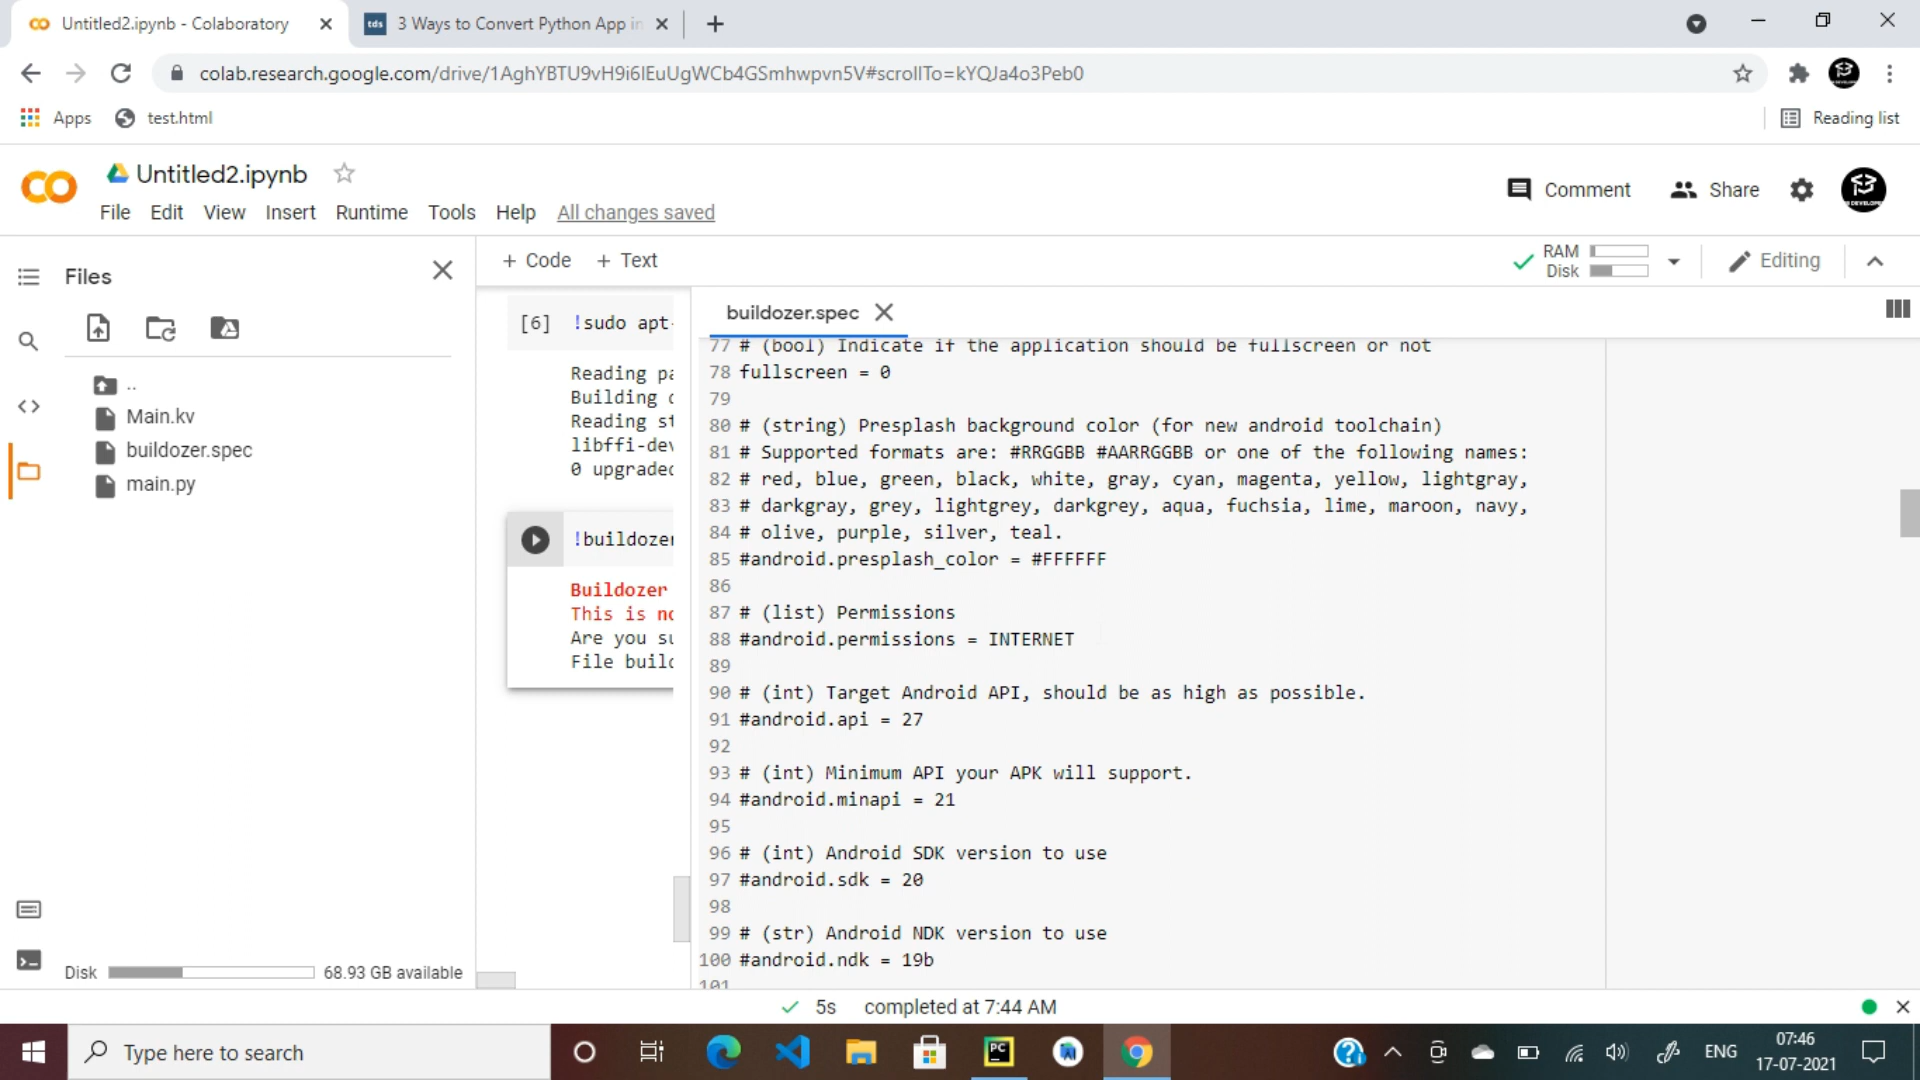 Untitled2.ipynb - Colaboratory
tds 3 Ways to Convert Python App in
colab.research.google.com/drive/1AghYBTU9vH9i6IEuUgWCb4GSmhwpvn5V#scrollTo=kYQJa4o3Peb0
Apps test.html Reading list
Untitled2.ipynb
Comment Share
File Edit View Insert Runtime Tools Help All changes saved
Files
+ Code + Text
RAM
Disk
Editing
..
Main.kv
buildozer.spec
main.py
Disk 68.93 GB available
[6] !sudo apt-
Reading pa
Building
Reading st
libffi-dev
0 upgraded
!buildozer
Buildozer
This is no
Are you su
File build
buildozer.spec
77 # (bool) Indicate if the application should be fullscreen or not
78 fullscreen = 0
79
80 # (string) Presplash background color (for new android toolchain)
81 # Supported formats are: #RRGGBB #AARRGGBB or one of the following names:
82 # red, blue, green, black, white, gray, cyan, magenta, yellow, lightgray,
83 # darkgray, grey, lightgrey, darkgrey, aqua, fuchsia, lime, maroon, navy,
84 # olive, purple, silver, teal.
85 #android.presplash_color = #FFFFFF
86
87 # (list) Permissions
88 #android.permissions = INTERNET
89
90 # (int) Target Android API, should be as high as possible.
91 #android.api = 27
92
93 # (int) Minimum API your APK will support.
94 #android.minapi = 21
95
96 # (int) Android SDK version to use
97 #android.sdk = 20
98
99 # (str) Android NDK version to use
100 #android.ndk = 19b
101
5s completed at 7:44 AM
Type here to search
PC
ENG
07:46
17-07-2021